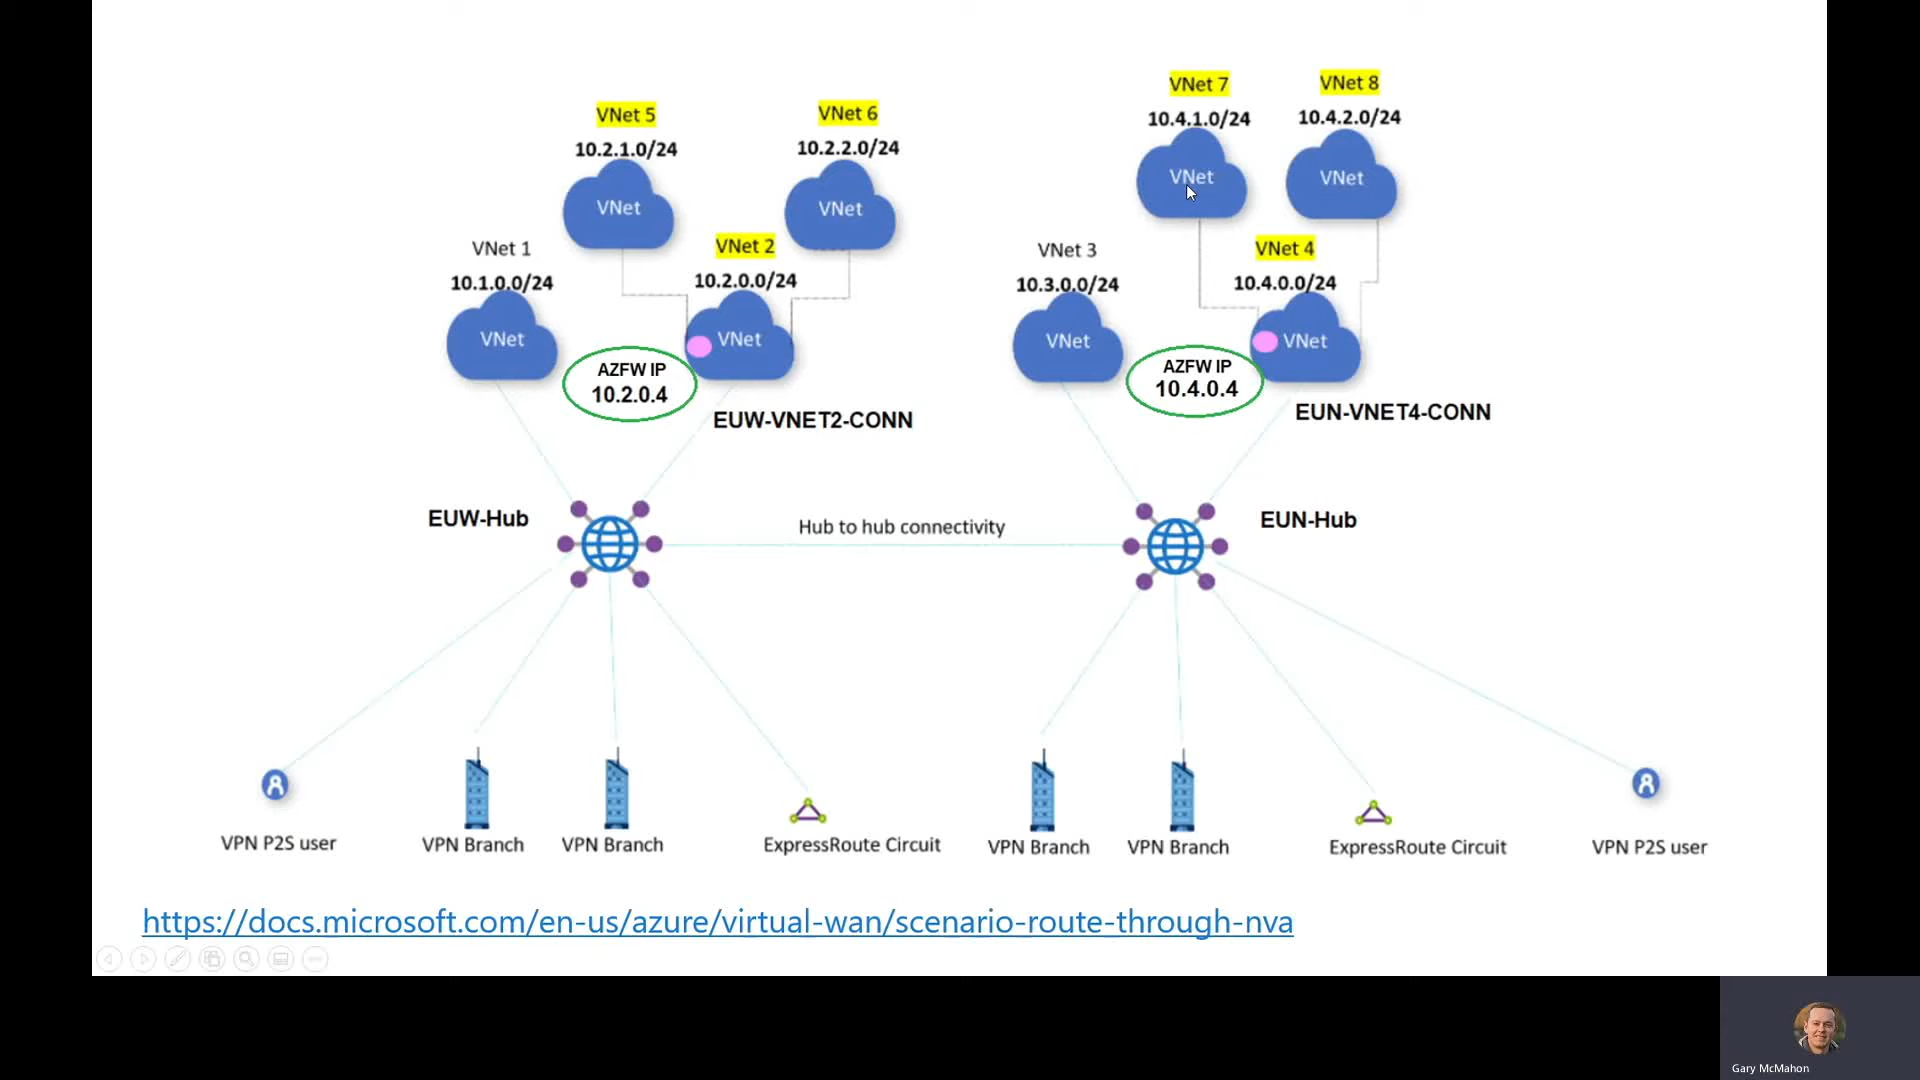 VNet 7
VNet 8
10.4.1.0/24
10.4.2.0/24
VNet
VNet
VNet 5
VNet 6
10.2.1.0/24
10.2.2.0/24
VNet
VNet
VNet 1
VNet 2
10.1.0.0/24
10.2.0.0/24
VNet
VNet
AZFW IP
10.2.0.4
EUW-VNET2-CONN
VNet 3
VNet 4
10.3.0.0/24
10.4.0.0/24
VNet
VNet
AZFW IP
10.4.0.4
EUN-VNET4-CONN
EUW-Hub
Hub to hub connectivity
EUN-Hub
VPN P2S user
VPN Branch
VPN Branch
ExpressRoute Circuit
VPN Branch
VPN Branch
ExpressRoute Circuit
VPN P2S user
https://docs.microsoft.com/en-us/azure/virtual-wan/scenario-route-through-nva
Gary McMahon